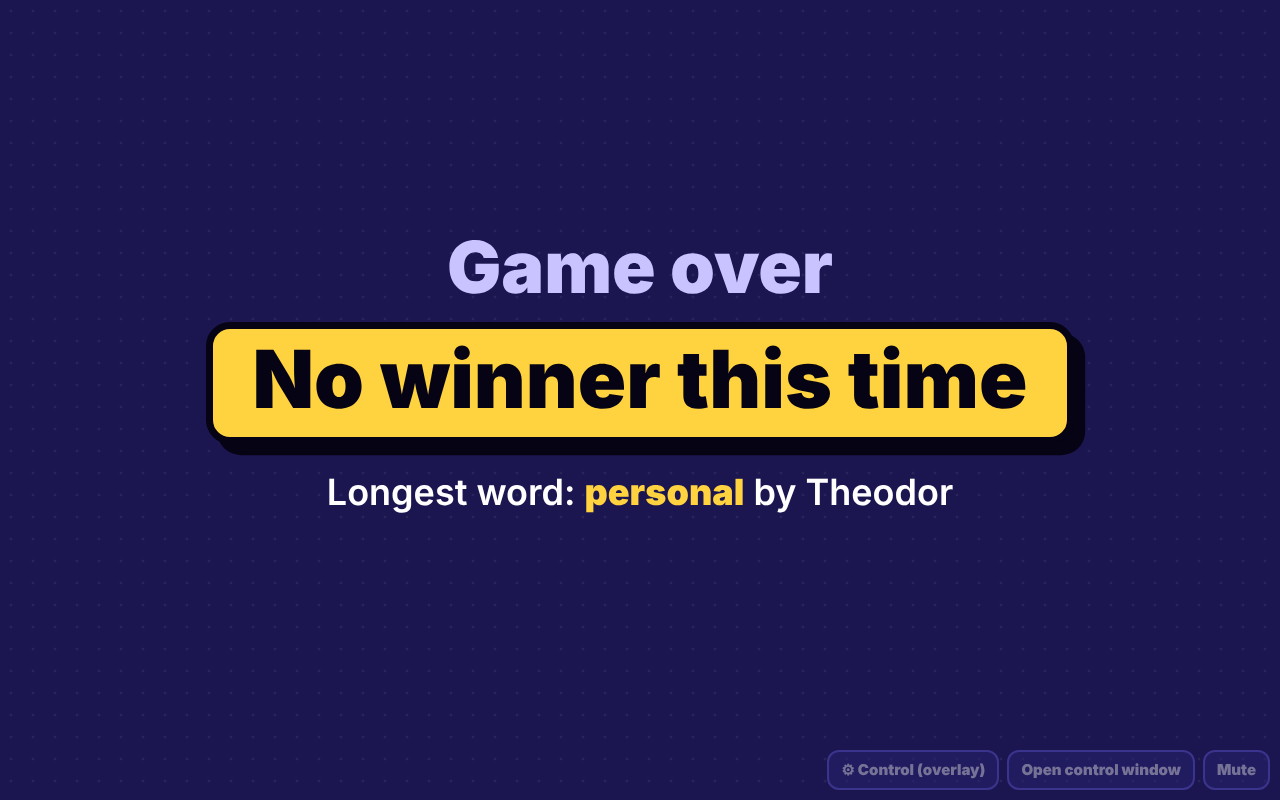 Game over
No winner this time
Longest word: personal by Theodor
⚙ Control (overlay) Open control window Mute